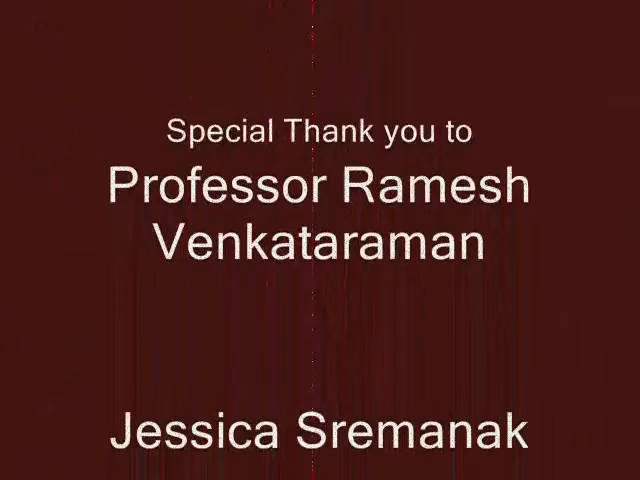 Special Thank you to
Professor Ramesh
Venkataraman
Jessica Sremanak